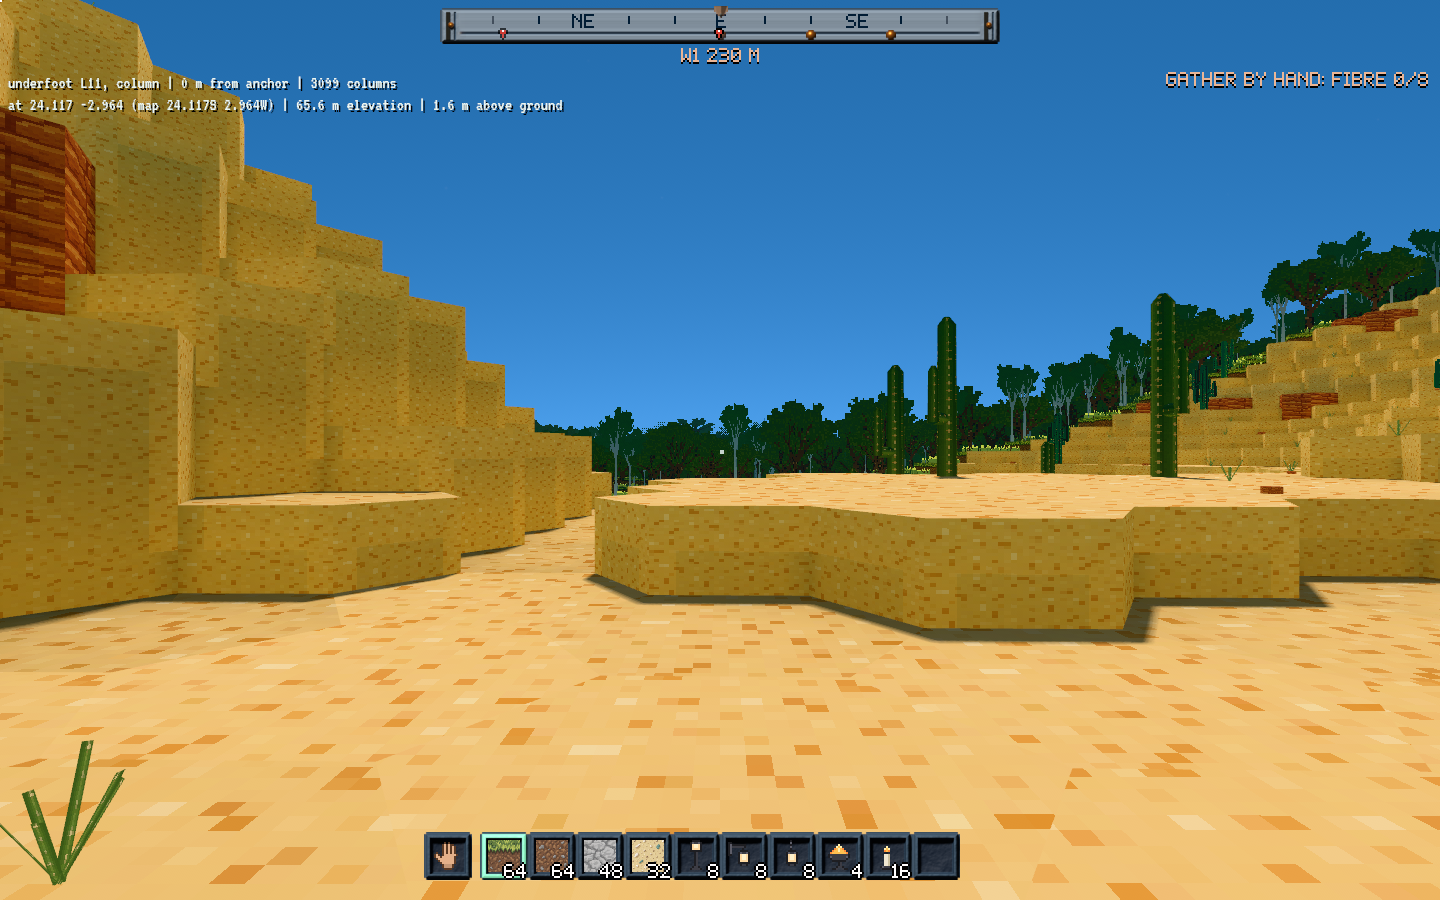 NE E SE
W1 230 M
underfoot L11, column | 0 m from anchor | 3099 columns
GATHER BY HAND: FIBRE 0/8
at 24.117 -2.964 (map 24.117S 2.964W) | 65.6 m elevation | 1.6 m above ground
64 64 48 32 8 8 8 4 16